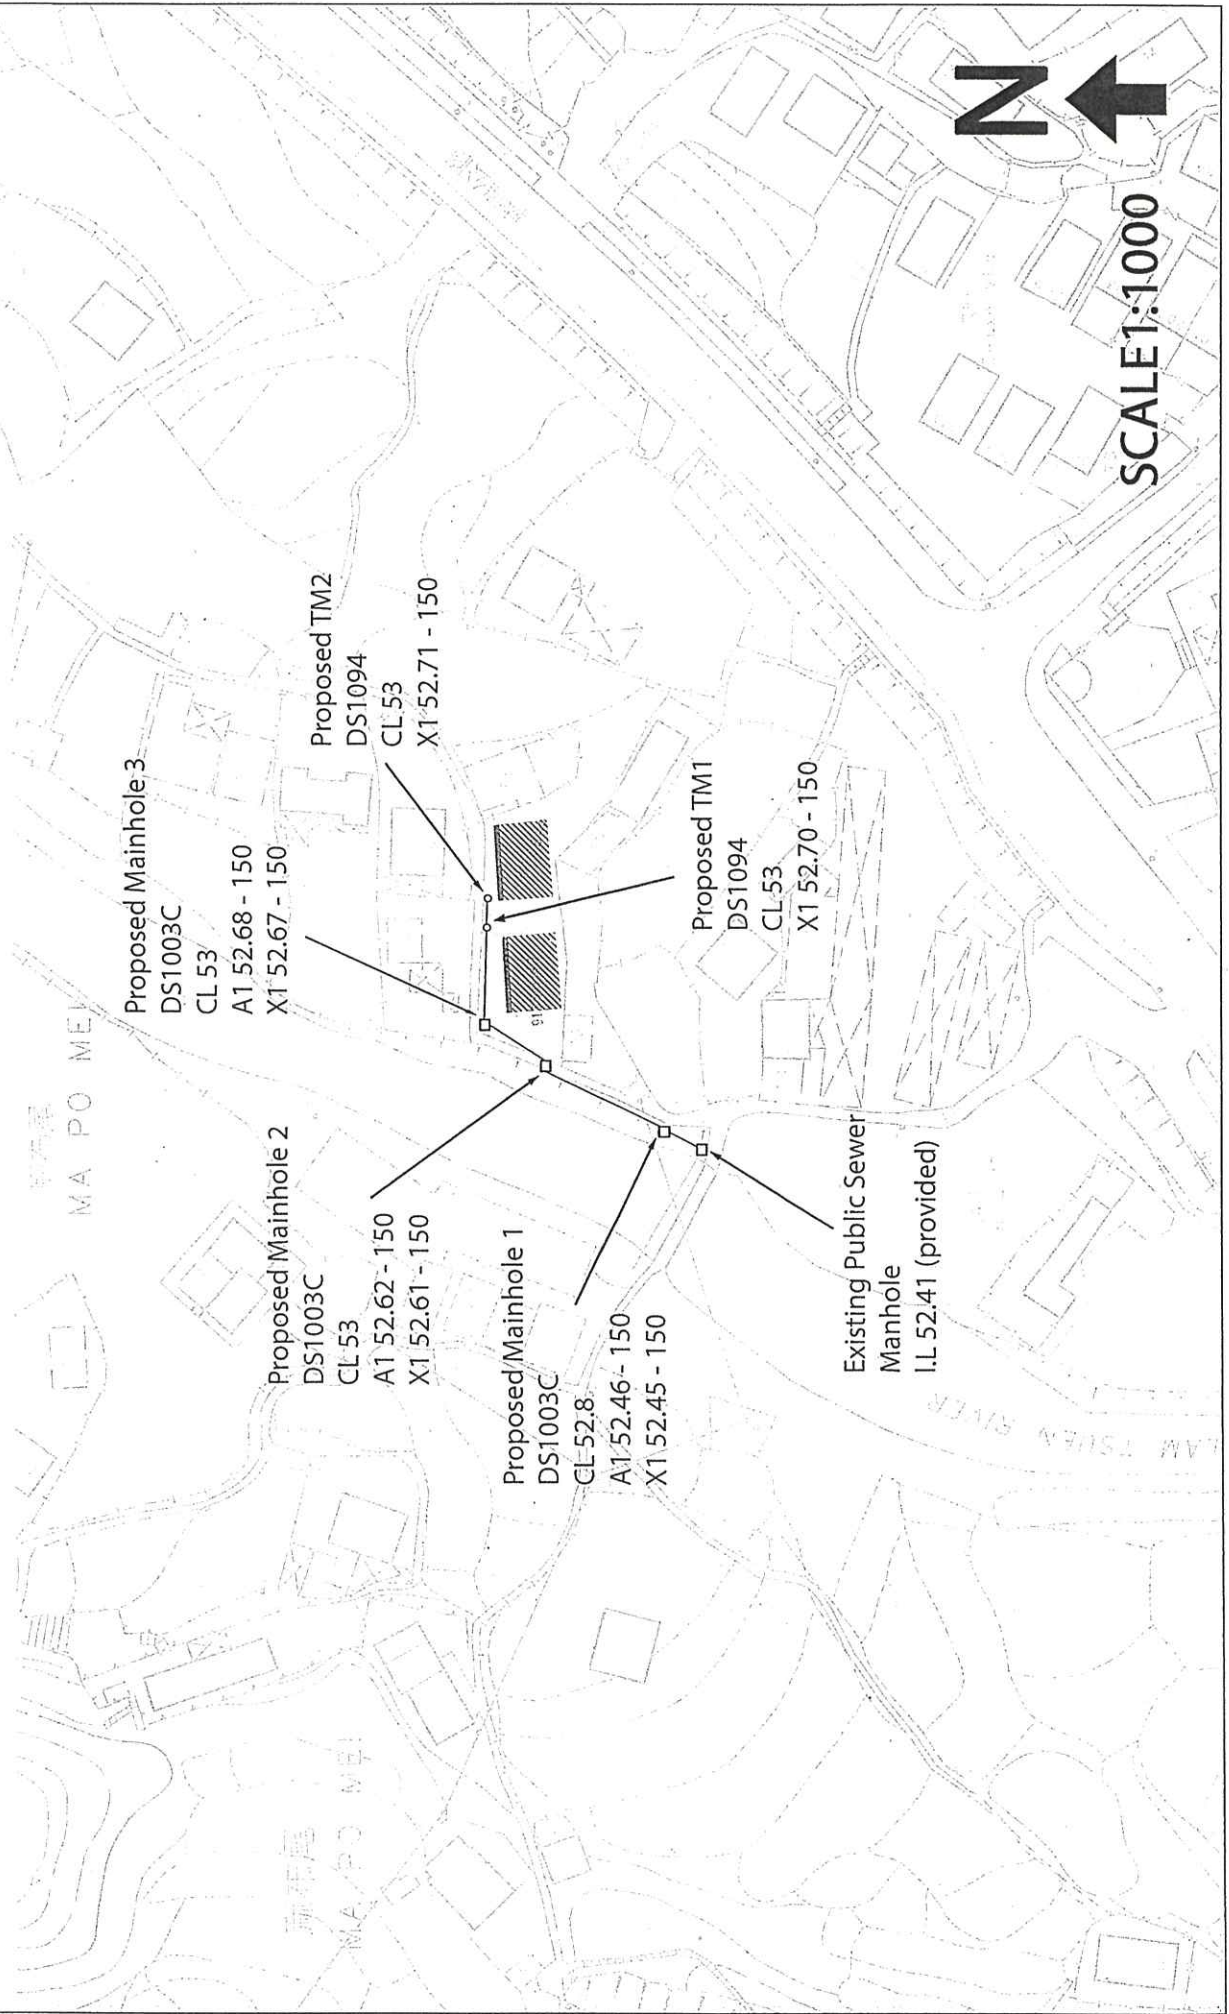 Proposed Mainhole 3
DS1003C
CL 53
A1 52.68 - 150
X1 52.67 - 150
Proposed TM2
DS1094
CL 53
X1 52.71 - 150
Proposed Mainhole 2
DS1003C
CL 53
A1 52.62 - 150
X1 52.61 - 150
Proposed Mainhole 1
DS1003C
CL 52.8
A1 52.46 - 150
X1 52.45 - 150
Proposed TM1
DS1094
CL 53
X1 52.70 - 150
Existing Public Sewer
Manhole
I.L 52.41 (provided)
MA PO MEI
MA PO MEI
LAM TSUEN RIVER
91
N
SCALE1:1000